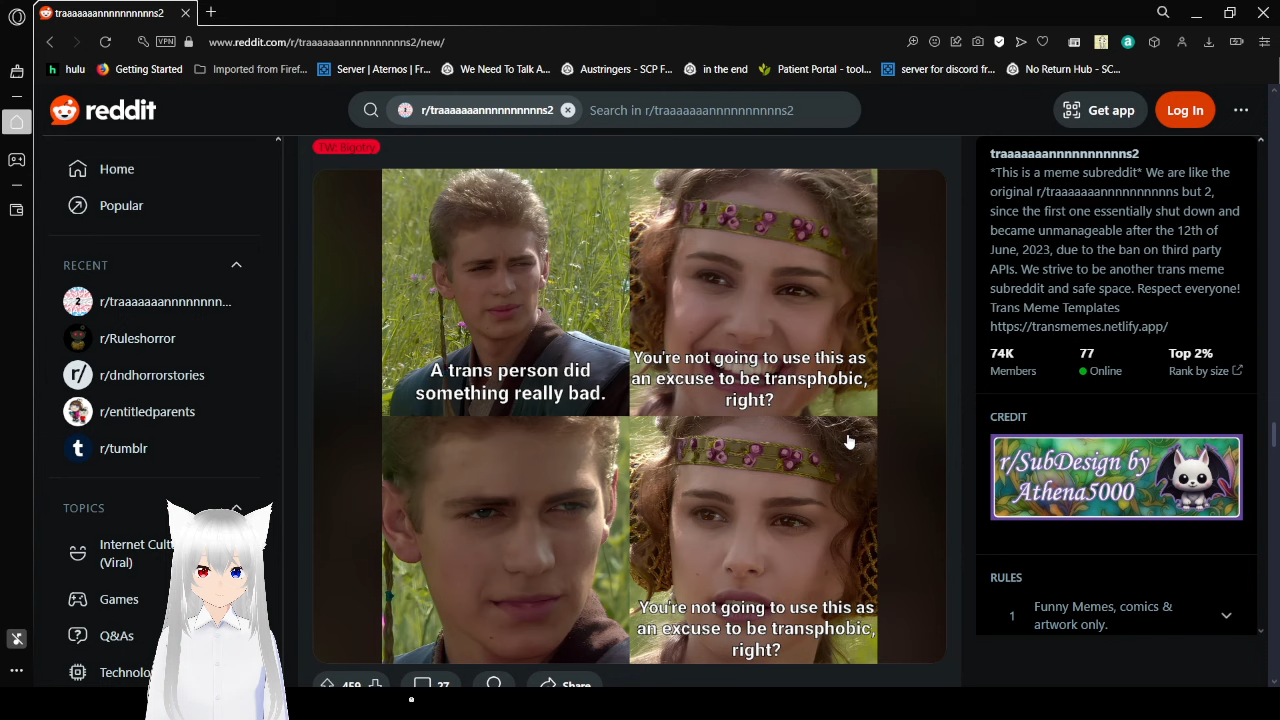 traaaaaaannnnnnnnnns2
VPN
www.reddit.com/r/traaaaaaannnnnnnnnns2/new/
hulu
Getting Started
Imported from Firef...
Server | Aternos | Fr...
We Need To Talk A...
Austringers - SCP F...
in the end
Patient Portal - tool...
server for discord fr...
No Return Hub - SC...
reddit
r/traaaaaaannnnnnnnnns2
Search in r/traaaaaaannnnnnnnnns2
Get app
Log In
Home
Popular
RECENT
r/traaaaaaannnnnnn...
r/Ruleshorror
r/dndhorrorstories
r/entitledparents
r/tumblr
TOPICS
Internet Cult
(Viral)
Games
Q&As
Technolo
TW: Bigotry
A trans person did
something really bad.
You're not going to use this as
an excuse to be transphobic,
right?
You're not going to use this as
an excuse to be transphobic,
right?
459
27
Share
traaaaaaannnnnnnnnns2
*This is a meme subreddit* We are like the
original r/traaaaaaannnnnnnnnns but 2,
since the first one essentially shut down and
became unmanageable after the 12th of
June, 2023, due to the ban on third party
APIs. We strive to be another trans meme
subreddit and safe space. Respect everyone!
Trans Meme Templates
https://transmemes.netlify.app/
74K
Members
77
Online
Top 2%
Rank by size
CREDIT
r/SubDesign by
Athena5000
RULES
1
Funny Memes, comics &
artwork only.